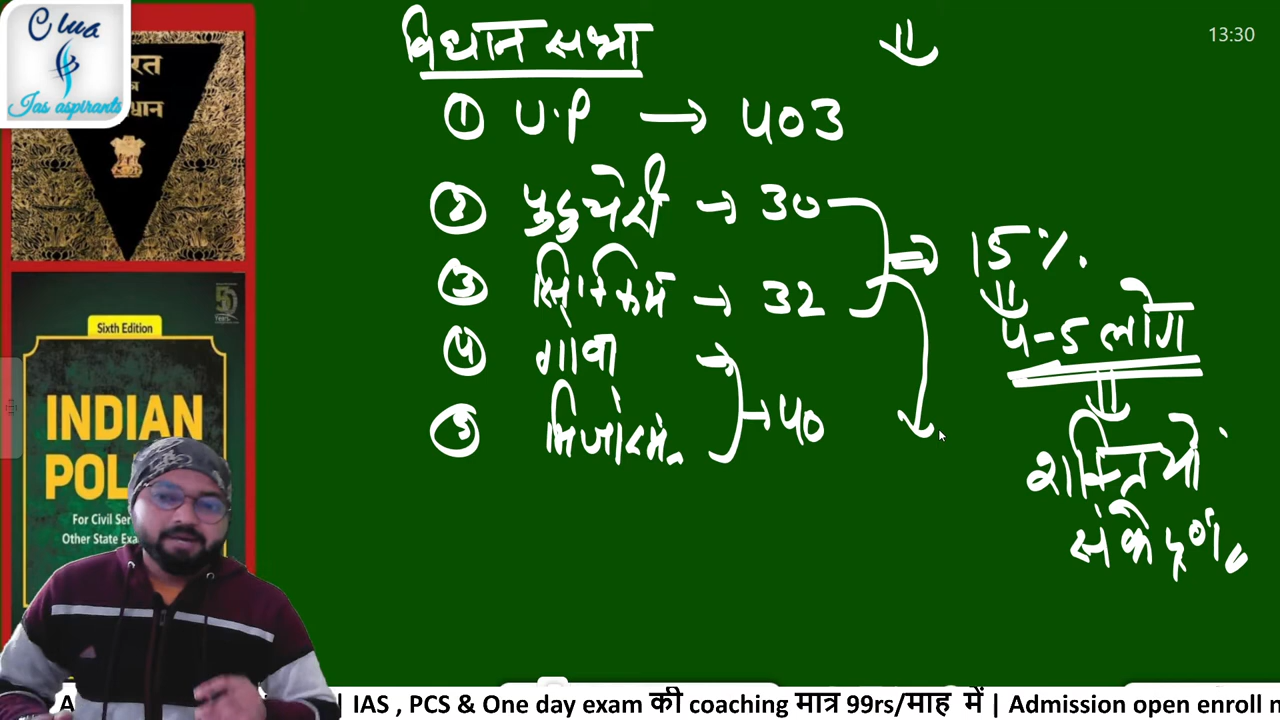 Clua
Ias aspirants
रत
धान
Sixth Edition
INDIAN
POL
For Civil Ser
Other State Exa
13:30
विधान सभा
① U.P → 403
② पुदुचेरी → 30
③ सिक्किम → 32
④ गोवा
⑤ मिजोरम → 40
⇒ 15%.
4-5 लोग
शक्तियों
संकेद्रण
| IAS , PCS & One day exam की coaching मात्र 99rs/माह में | Admission open enroll n